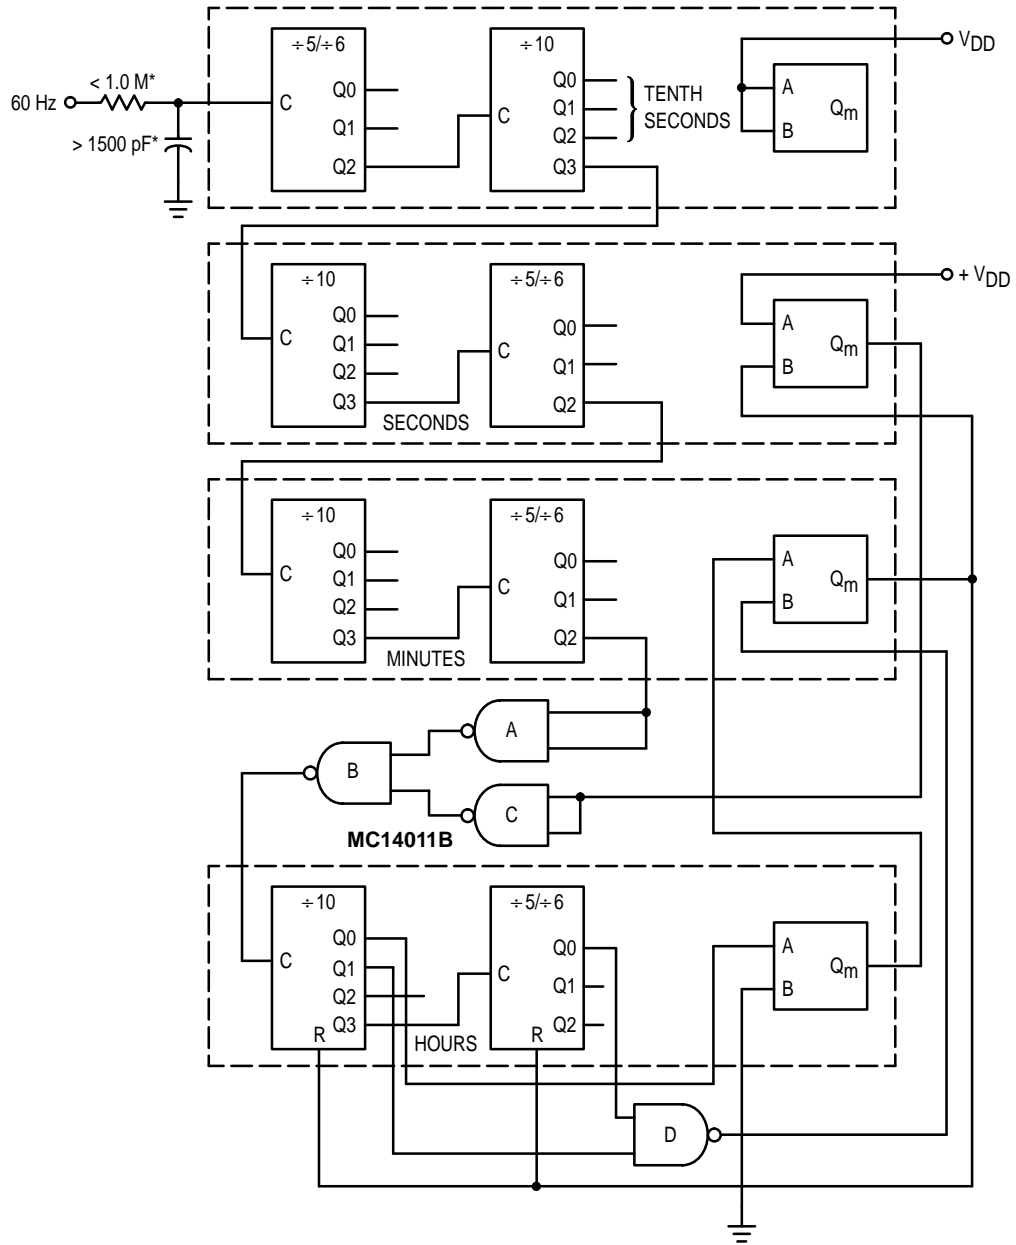 ÷5/÷6
÷10
VDD
60 Hz
< 1.0 M*
> 1500 pF*
C
Q0
Q1
Q2
C
Q0
Q1
Q2
Q3
TENTH
SECONDS
A
B
Qm
÷10
÷5/÷6
+ VDD
C
Q0
Q1
Q2
Q3
SECONDS
C
Q0
Q1
Q2
A
B
Qm
÷10
÷5/÷6
C
Q0
Q1
Q2
Q3
MINUTES
C
Q0
Q1
Q2
A
B
Qm
A
B
C
MC14011B
÷10
÷5/÷6
C
Q0
Q1
Q2
Q3
R
HOURS
C
Q0
Q1
Q2
R
A
B
Qm
D